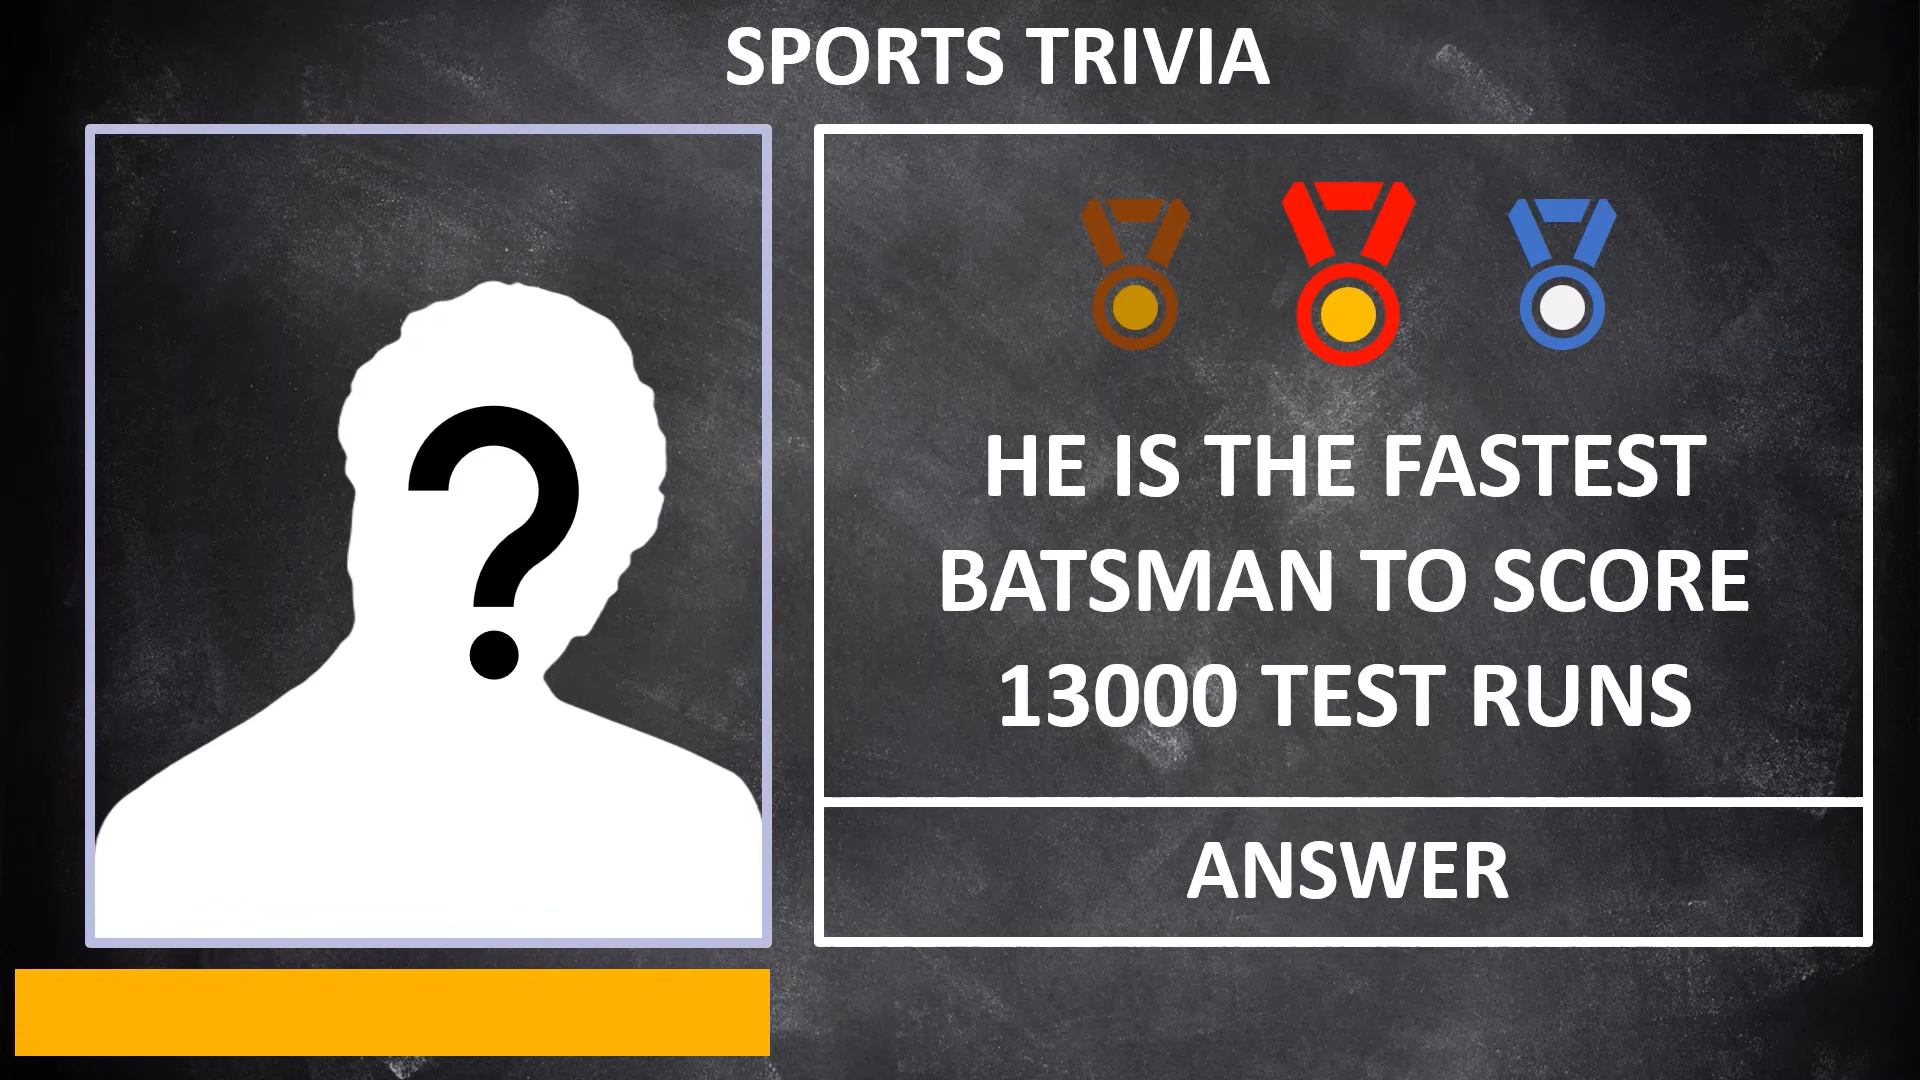 SPORTS TRIVIA
?
HE IS THE FASTEST
BATSMAN TO SCORE
13000 TEST RUNS
ANSWER